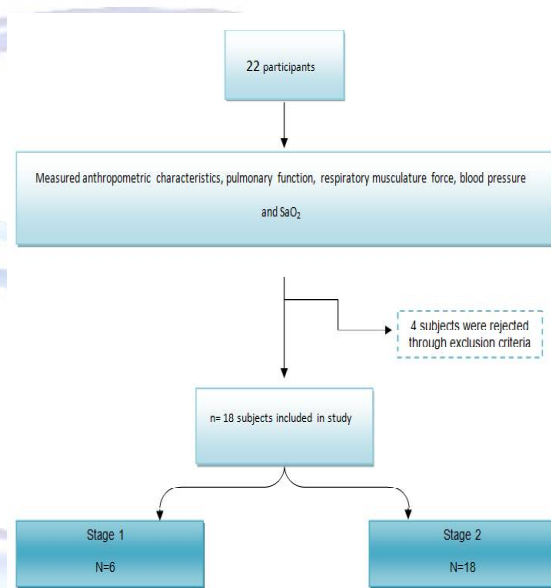 22 participants
Measured anthropometric characteristics, pulmonary function, respiratory musculature force, blood pressure
and SaO₂
4 subjects were rejected
through exclusion criteria
n= 18 subjects included in study
Stage 1
N=6
Stage 2
N=18